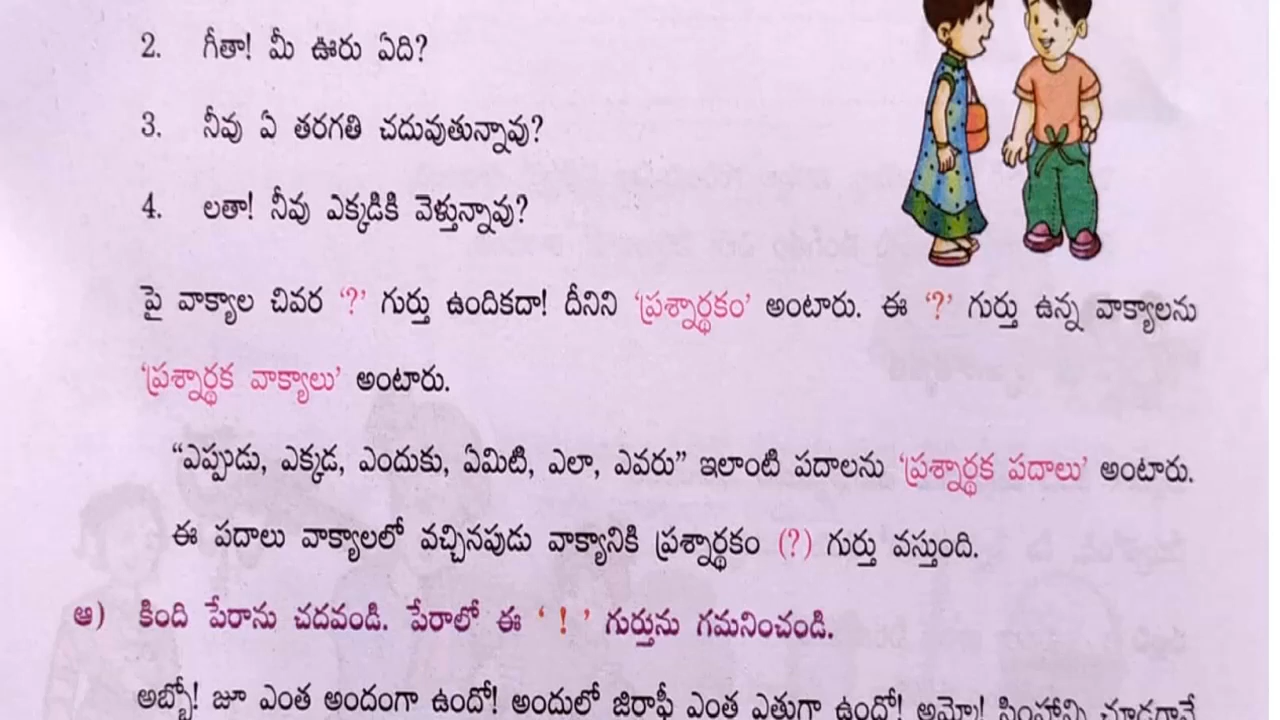 2. గీతా! మీ ఊరు ఏది?
3. నీవు ఏ తరగతి చదువుతున్నావు?
4. లతా! నీవు ఎక్కడికి వెళ్తున్నావు?
పై వాక్యాల చివర ‘?’ గుర్తు ఉందికదా! దీనిని ‘ప్రశ్నార్థకం’ అంటారు. ఈ ‘?’ గుర్తు ఉన్న వాక్యాలను
‘ప్రశ్నార్థక వాక్యాలు’ అంటారు.
“ఎప్పుడు, ఎక్కడ, ఎందుకు, ఏమిటి, ఎలా, ఎవరు” ఇలాంటి పదాలను ‘ప్రశ్నార్థక పదాలు’ అంటారు.
ఈ పదాలు వాక్యాలలో వచ్చినపుడు వాక్యానికి ప్రశ్నార్థకం (?) గుర్తు వస్తుంది.
ఆ) కింది పేరాను చదవండి. పేరాలో ఈ ‘ ! ’ గుర్తును గమనించండి.
అబ్బో! జూ ఎంత అందంగా ఉందో! అందులో జిరాఫీ ఎంత ఎతుగా ఉందో! అమ్మో! సింహాన్ని చూడగానే